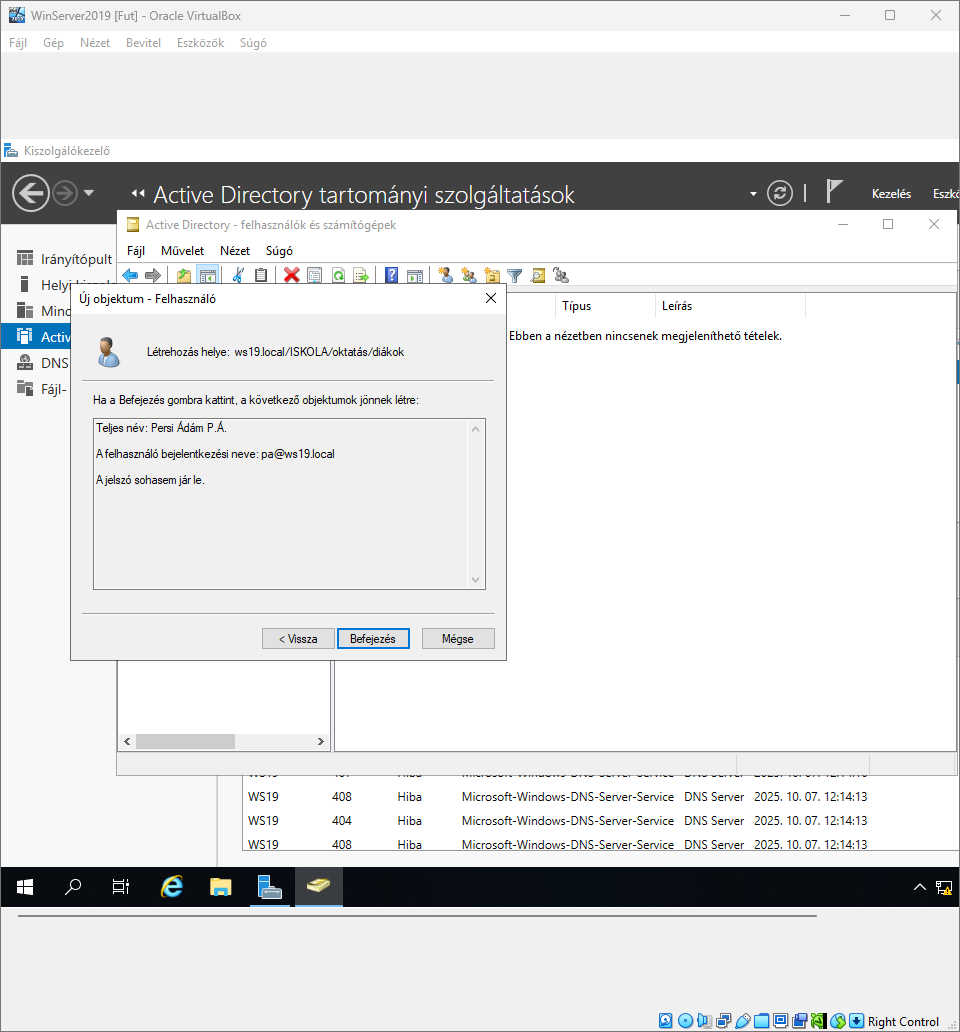 WinServer2019 [Fut] - Oracle VirtualBox
Fájl Gép Nézet Bevitel Eszközök Súgó
Kiszolgálókezelő
Active Directory tartományi szolgáltatások
Kezelés
Active Directory - felhasználók és számítógépek
Fájl Művelet Nézet Súgó
Irányítópult
Helyi
Mind
Activ
DNS
Fájl-
Típus Leírás
Ebben a nézetben nincsenek megjeleníthető tételek.
Új objektum - Felhasználó
Létrehozás helye: ws19.local/ISKOLA/oktatás/diákok
Ha a Befejezés gombra kattint, a következő objektumok jönnek létre:
Teljes név: Persi Ádám P.Á.
A felhasználó bejelentkezési neve: pa@ws19.local
A jelszó sohasem jár le.
< Vissza Befejezés Mégse
WS19 408 Hiba Microsoft-Windows-DNS-Server-Service DNS Server 2025. 10. 07. 12:14:13
WS19 404 Hiba Microsoft-Windows-DNS-Server-Service DNS Server 2025. 10. 07. 12:14:13
WS19 408 Hiba Microsoft-Windows-DNS-Server-Service DNS Server 2025. 10. 07. 12:14:13
Right Control